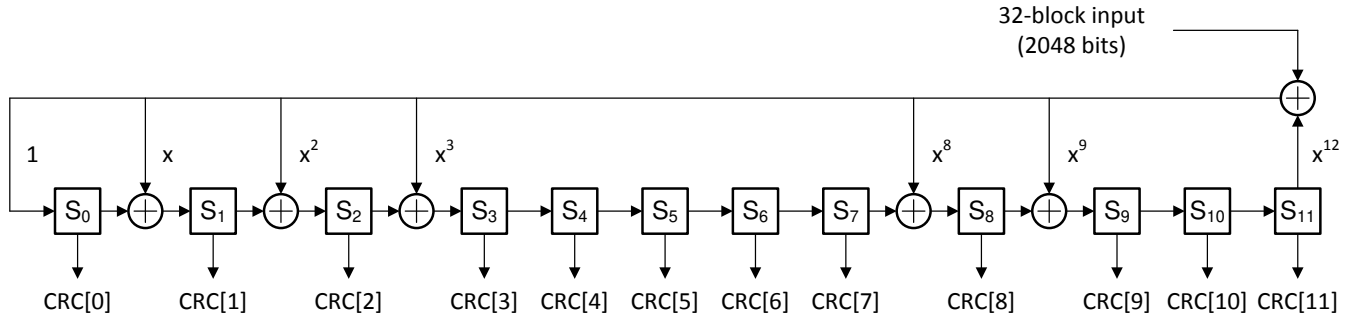 32-block input
(2048 bits)
1 x x² x³ x⁸ x⁹ x¹²
S₀ S₁ S₂ S₃ S₄ S₅ S₆ S₇ S₈ S₉ S₁₀ S₁₁
CRC[0] CRC[1] CRC[2] CRC[3] CRC[4] CRC[5] CRC[6] CRC[7] CRC[8] CRC[9] CRC[10] CRC[11]